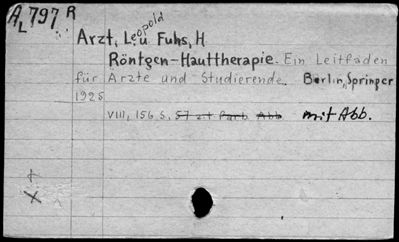 A_L 797 R
Arzt, Leopold u. Fuhs, H
Röntgen-Hauttherapie. Ein Leitfaden
für Ärzte und Studierende. Berlin, Springer
1925
VIII, 156 S. 57 z.t farb. Abb mit Abb.